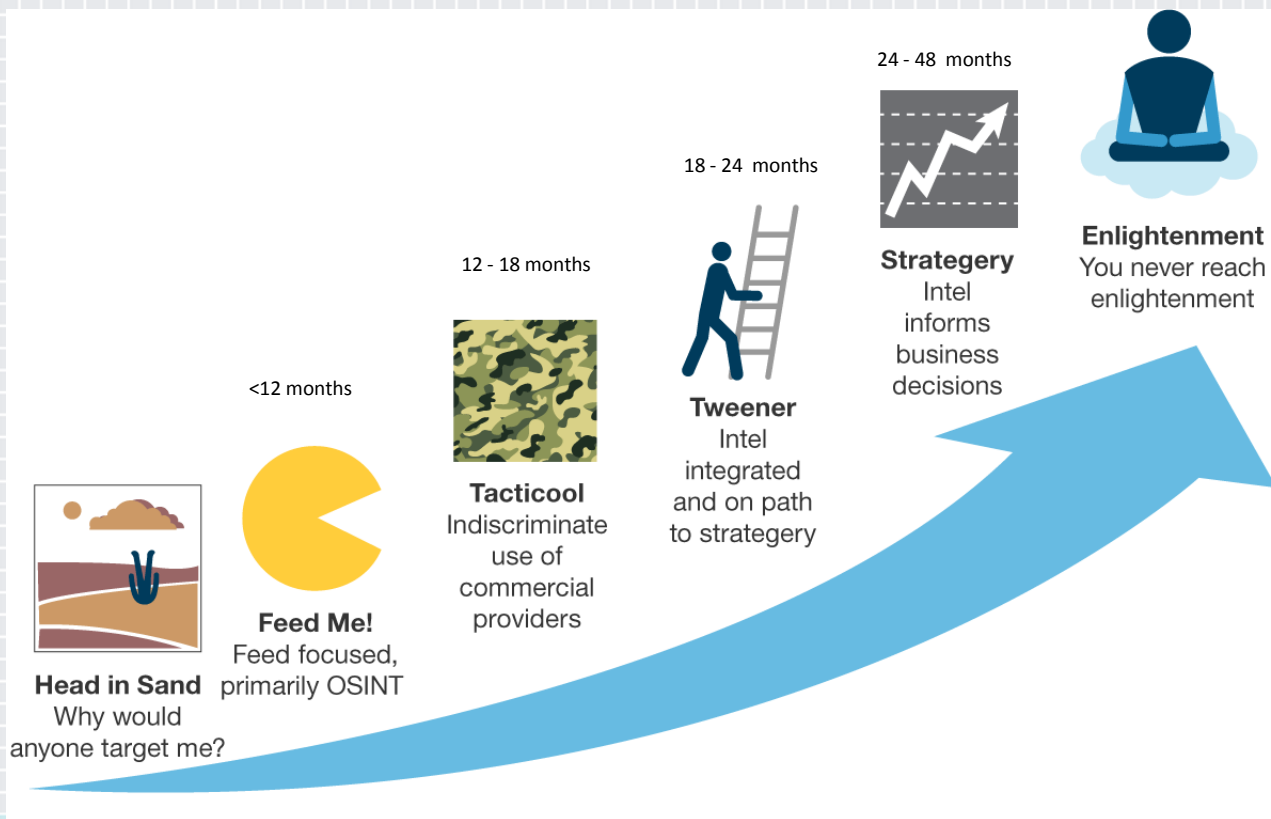 Head in Sand
Why would
anyone target me?
<12 months
Feed Me!
Feed focused,
primarily OSINT
12 - 18 months
Tacticool
Indiscriminate
use of
commercial
providers
18 - 24 months
Tweener
Intel
integrated
and on path
to strategery
24 - 48 months
Strategery
Intel
informs
business
decisions
Enlightenment
You never reach
enlightenment